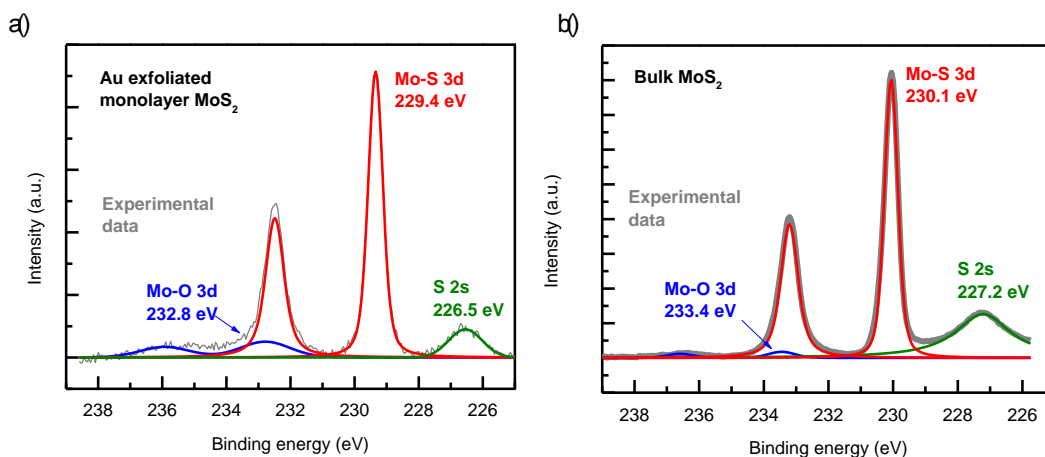 a)
Au exfoliated
monolayer MoS2
Mo-S 3d
229.4 eV
Experimental
data
Mo-O 3d
232.8 eV
S 2s
226.5 eV
Intensity (a.u.)
238 236 234 232 230 228 226
Binding energy (eV)
b)
Bulk MoS2
Mo-S 3d
230.1 eV
Experimental
data
Mo-O 3d
233.4 eV
S 2s
227.2 eV
Intensity (a.u.)
238 236 234 232 230 228 226
Binding energy (eV)